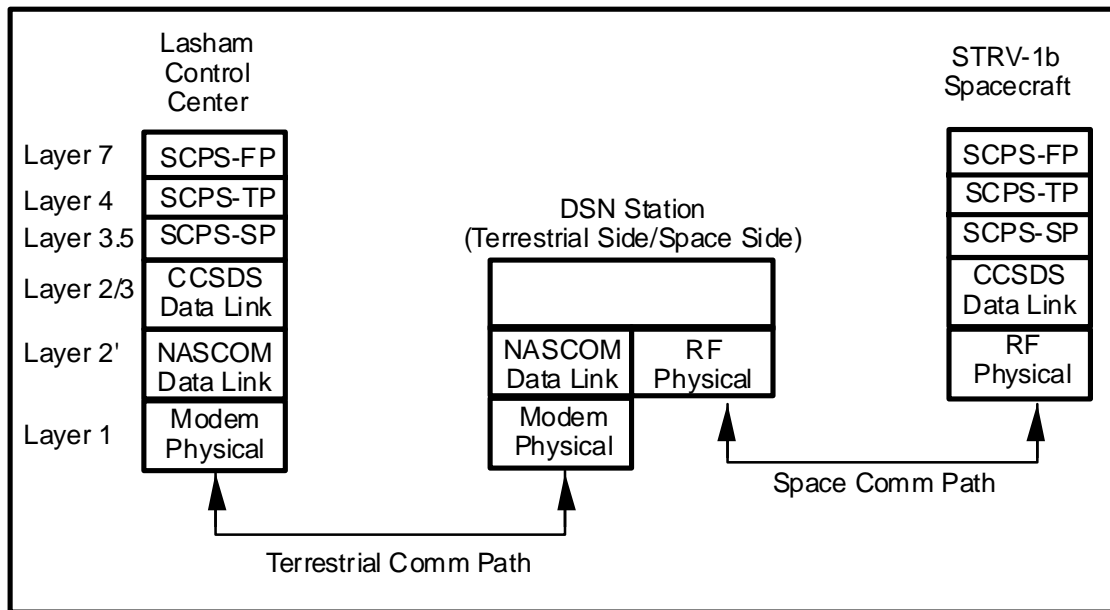 Lasham
Control
Center
STRV-1b
Spacecraft
Layer 7
SCPS-FP
SCPS-FP
Layer 4
SCPS-TP
DSN Station
SCPS-TP
Layer 3.5
SCPS-SP
(Terrestrial Side/Space Side)
SCPS-SP
Layer 2/3
CCSDS
Data Link
CCSDS
Data Link
Layer 2'
NASCOM
Data Link
NASCOM
Data Link
RF
Physical
RF
Physical
Layer 1
Modem
Physical
Modem
Physical
Space Comm Path
Terrestrial Comm Path